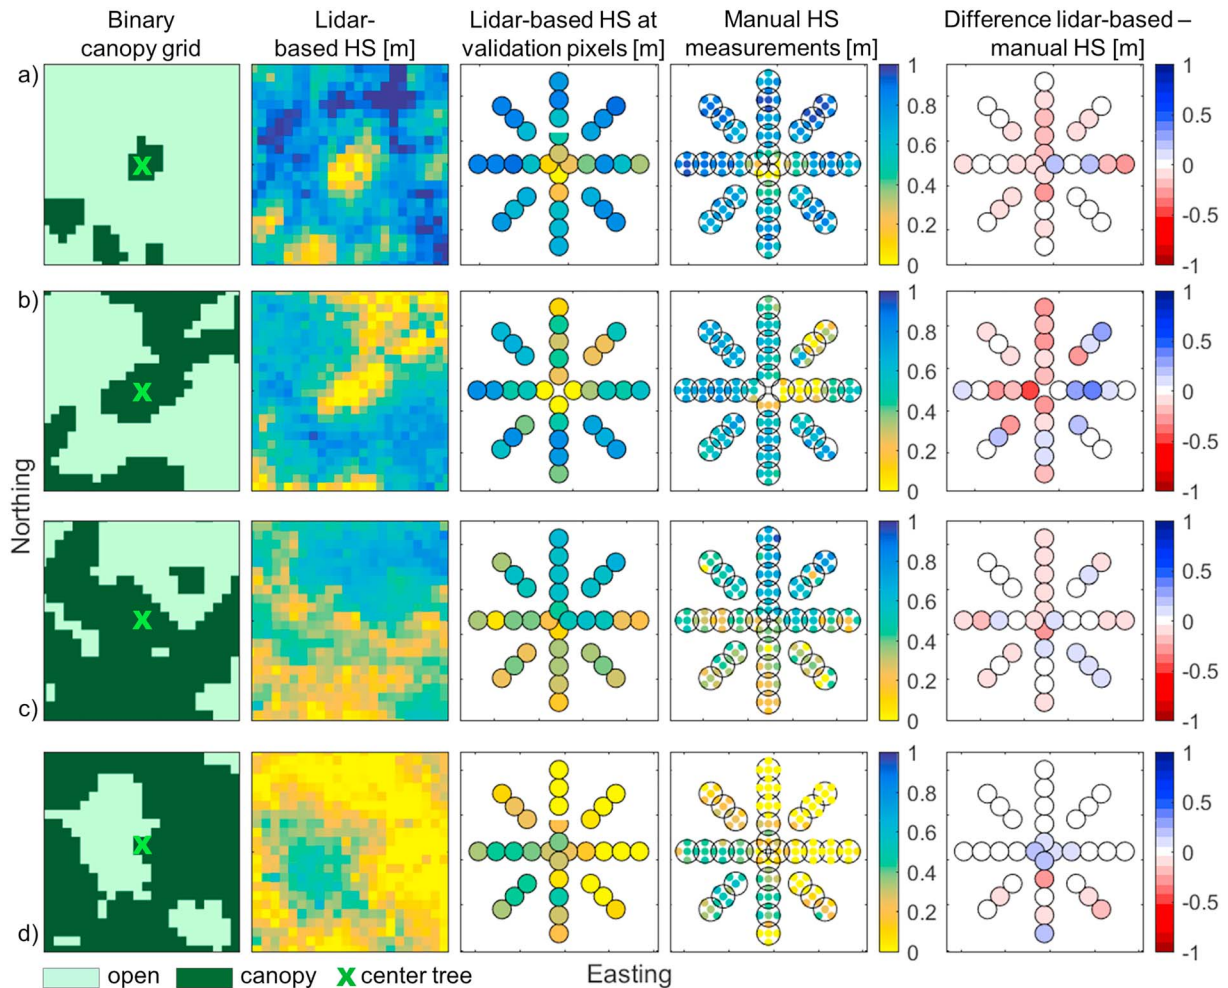 Binary
canopy grid
Lidar-
based HS [m]
Lidar-based HS at
validation pixels [m]
Manual HS
measurements [m]
Difference lidar-based –
manual HS [m]
a)
X
1
0.8
0.6
0.4
0.2
0
1
0.5
0
-0.5
-1
b)
X
1
0.8
0.6
0.4
0.2
0
1
0.5
0
-0.5
-1
Northing
c)
X
1
0.8
0.6
0.4
0.2
0
1
0.5
0
-0.5
-1
d)
X
1
0.8
0.6
0.4
0.2
0
1
0.5
0
-0.5
-1
open
canopy
X center tree
Easting